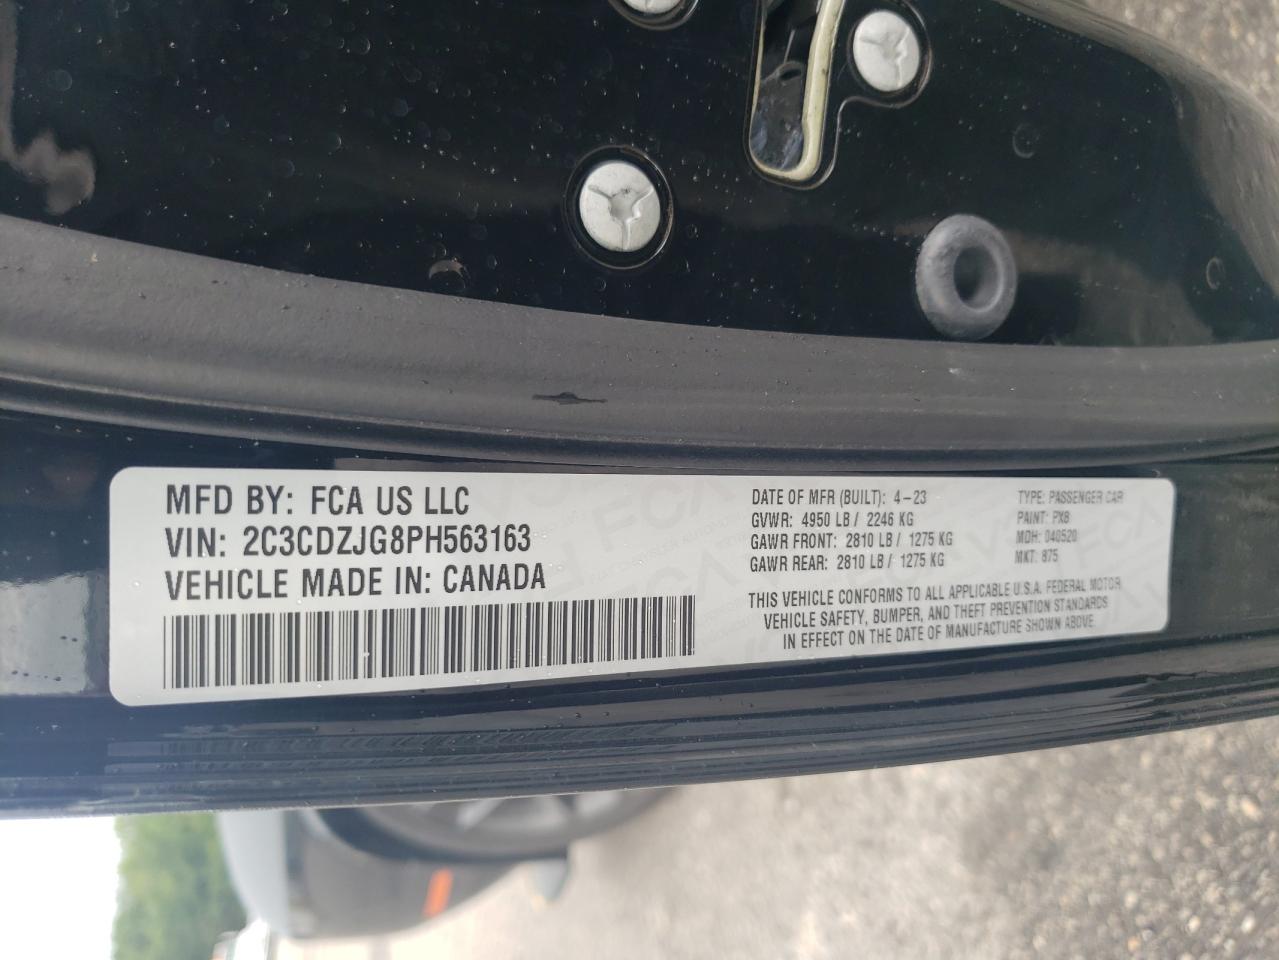 MFD BY: FCA US LLC
VIN: 2C3CDZJG8PH563163
VEHICLE MADE IN: CANADA
DATE OF MFR (BUILT): 4-23
GVWR: 4950 LB / 2246 KG
GAWR FRONT: 2810 LB / 1275 KG
GAWR REAR: 2810 LB / 1275 KG
TYPE: PASSENGER CAR
PAINT: PX8
MDH: 040520
MKT: 875
THIS VEHICLE CONFORMS TO ALL APPLICABLE U.S.A. FEDERAL MOTOR
VEHICLE SAFETY, BUMPER, AND THEFT PREVENTION STANDARDS
IN EFFECT ON THE DATE OF MANUFACTURE SHOWN ABOVE